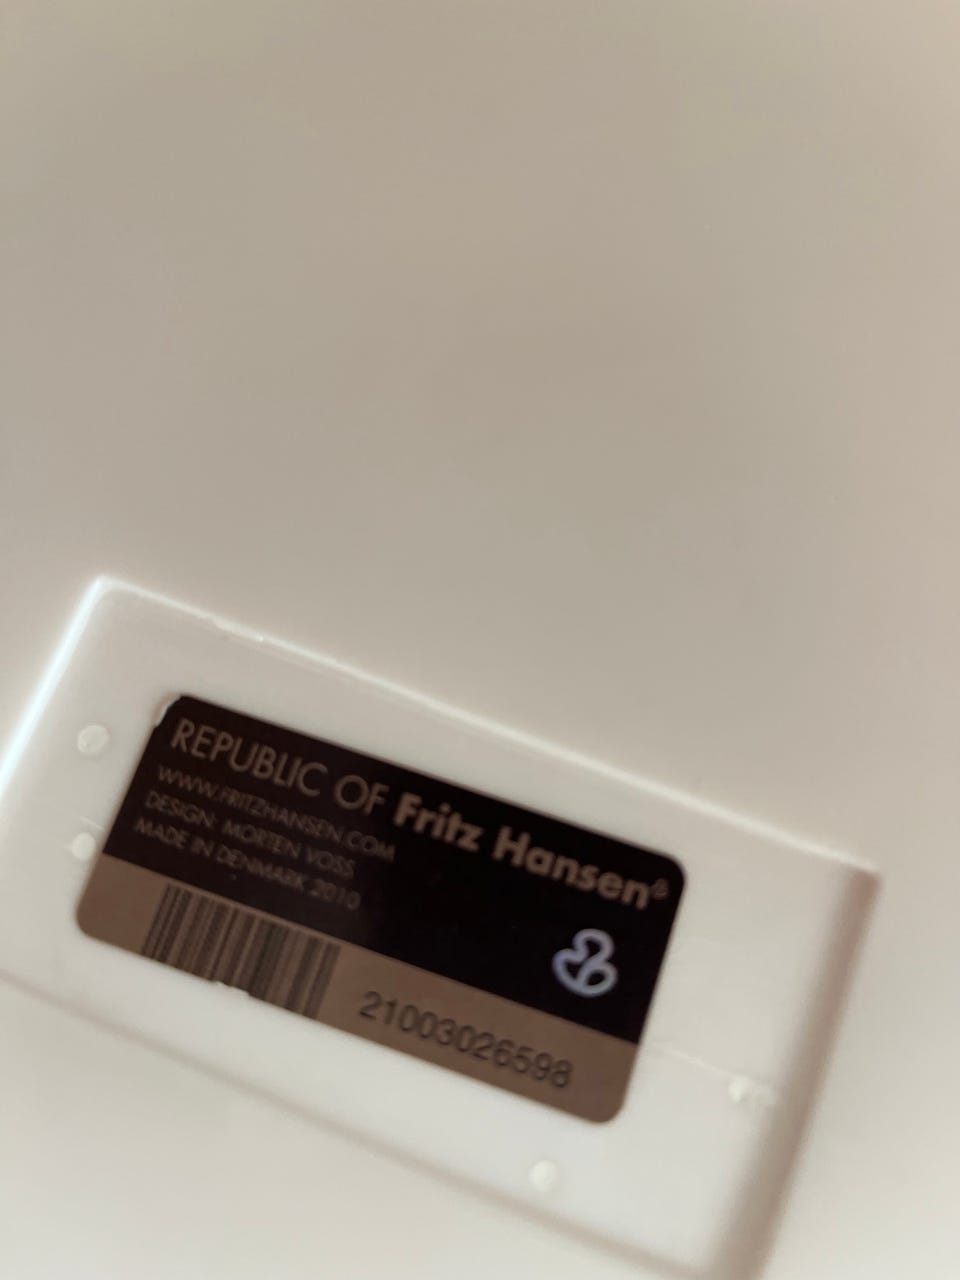 REPUBLIC OF Fritz Hansen®
WWW.FRITZHANSEN.COM
DESIGN: MORTEN VOSS
MADE IN DENMARK 2010
21003026598